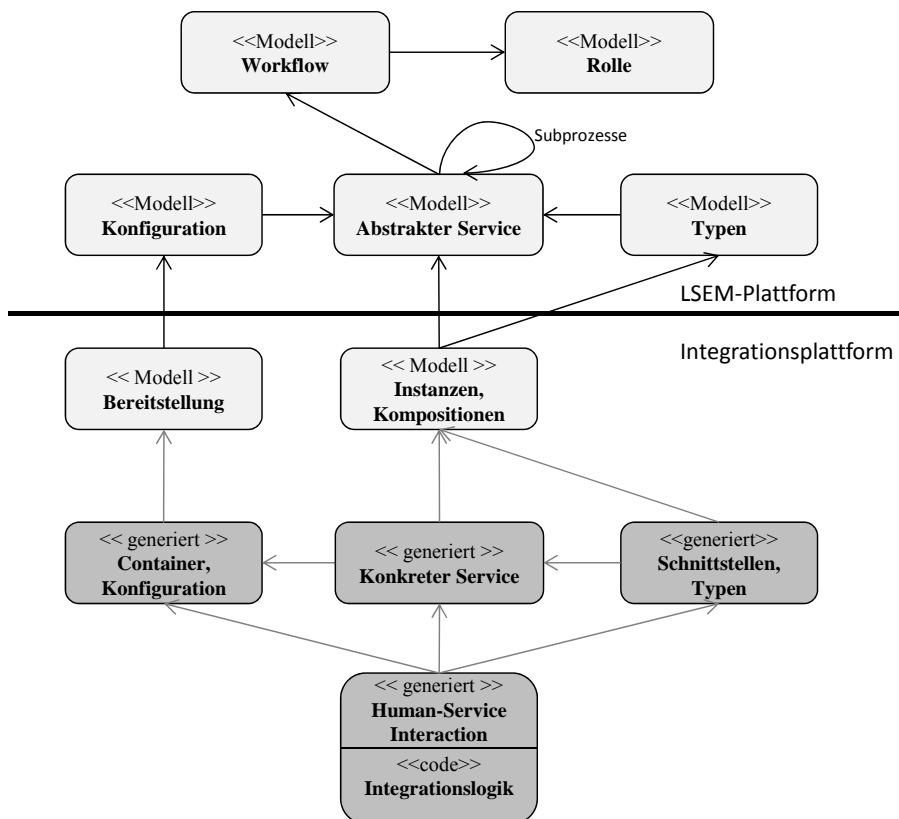 <<Modell>>
Workflow
<<Modell>>
Rolle
Subprozesse
<<Modell>>
Konfiguration
<<Modell>>
Abstrakter Service
<<Modell>>
Typen
LSEM-Plattform
Integrationsplattform
<< Modell >>
Bereitstellung
<< Modell >>
Instanzen,
Kompositionen
<< generiert >>
Container,
Konfiguration
<< generiert >>
Konkreter Service
<<generiert>>
Schnittstellen,
Typen
<< generiert >>
Human-Service
Interaction
<<code>>
Integrationslogik